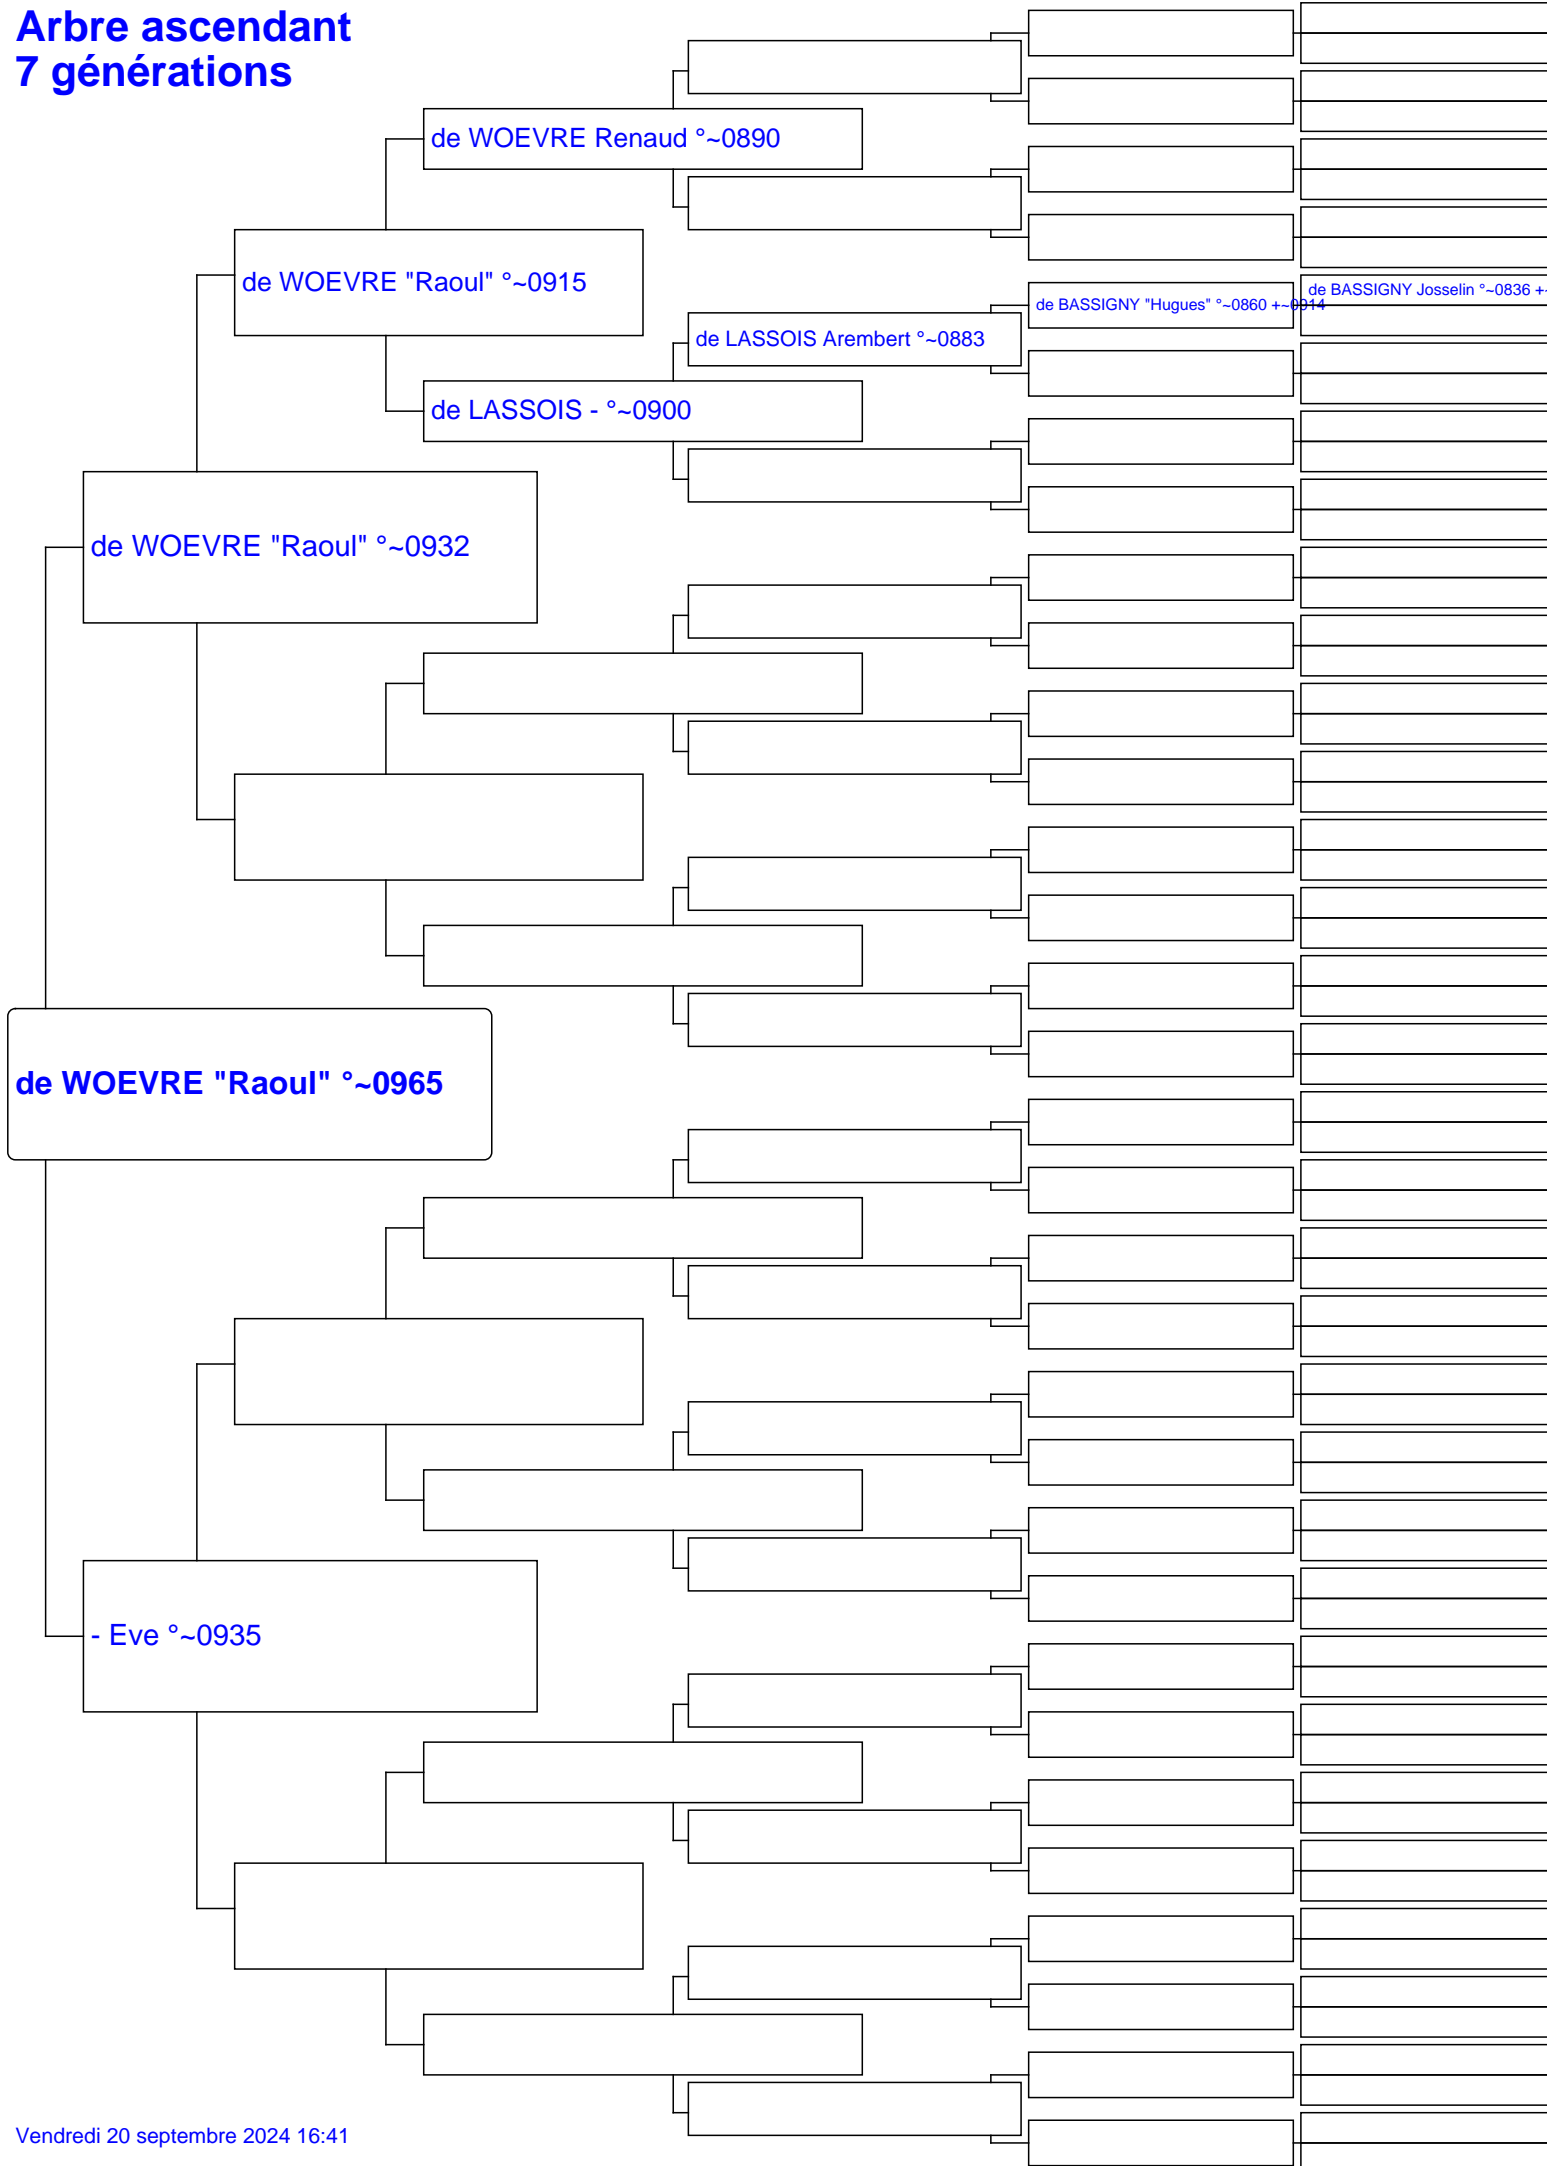 Arbre ascendant
7 générations
de WOEVRE Renaud °~0890
de WOEVRE "Raoul" °~0915
de BASSIGNY Josselin °~0836 +~
de BASSIGNY "Hugues" °~0860 +~0914
de LASSOIS Arembert °~0883
de LASSOIS - °~0900
de WOEVRE "Raoul" °~0932
de WOEVRE "Raoul" °~0965
- Eve °~0935
Vendredi 20 septembre 2024 16:41